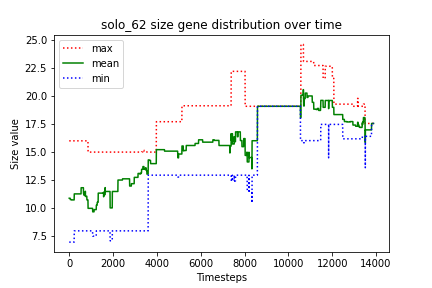 solo_62 size gene distribution over time
max
mean
min
Size value
25.0
22.5
20.0
17.5
15.0
12.5
10.0
7.5
0
2000
4000
6000
8000
10000
12000
14000
Timesteps